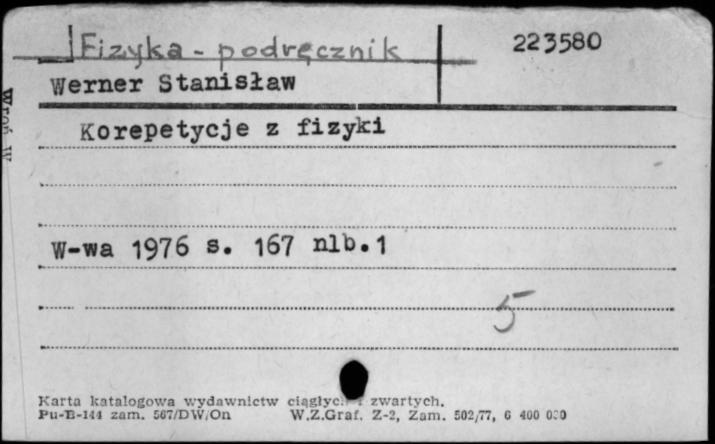 Fizyka - podręcznik 223580
Werner Stanisław
Korepetycje z fizyki
W-wa 1976 s. 167 nlb.1
5
Karta katalogowa wydawnictw ciągłych i zwartych.
Pu-B-144 zam. 567/DW/On W.Z.Graf. Z-2, Zam. 502/77, 6 400 000